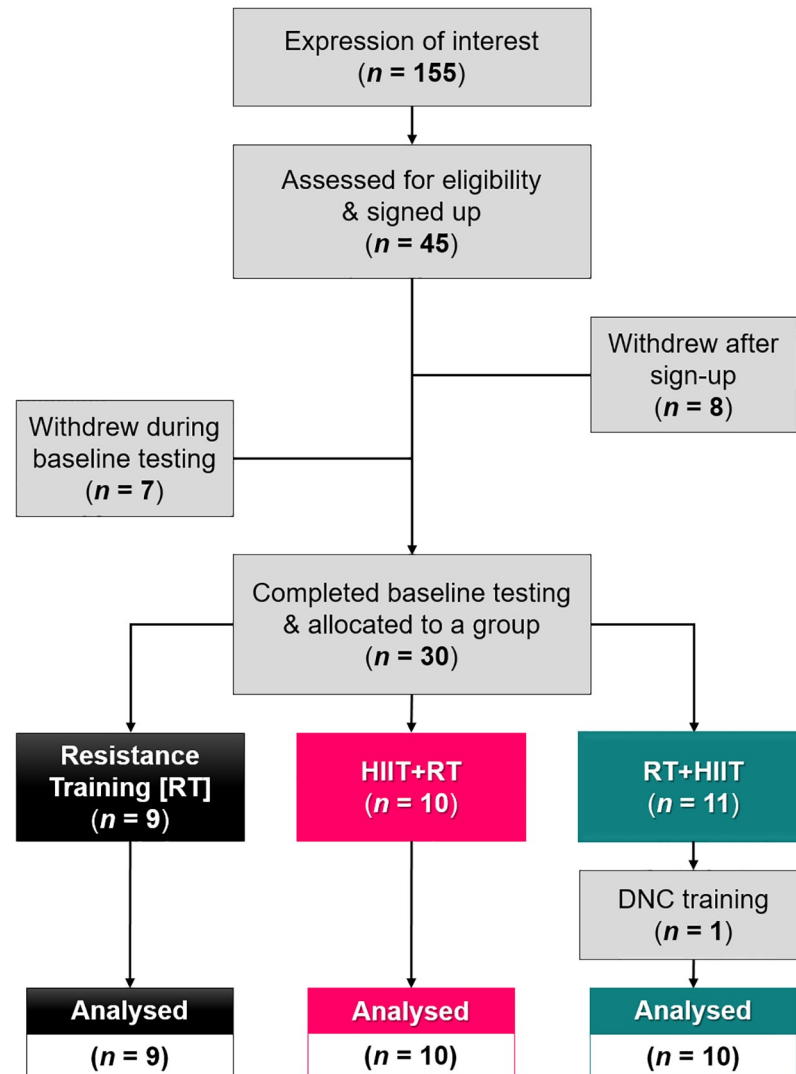 Expression of interest
(n = 155)
Assessed for eligibility
& signed up
(n = 45)
Withdrew after
sign-up
(n = 8)
Withdrew during
baseline testing
(n = 7)
Completed baseline testing
& allocated to a group
(n = 30)
Resistance
Training [RT]
(n = 9)
HIIT+RT
(n = 10)
RT+HIIT
(n = 11)
DNC training
(n = 1)
Analysed
(n = 9)
Analysed
(n = 10)
Analysed
(n = 10)